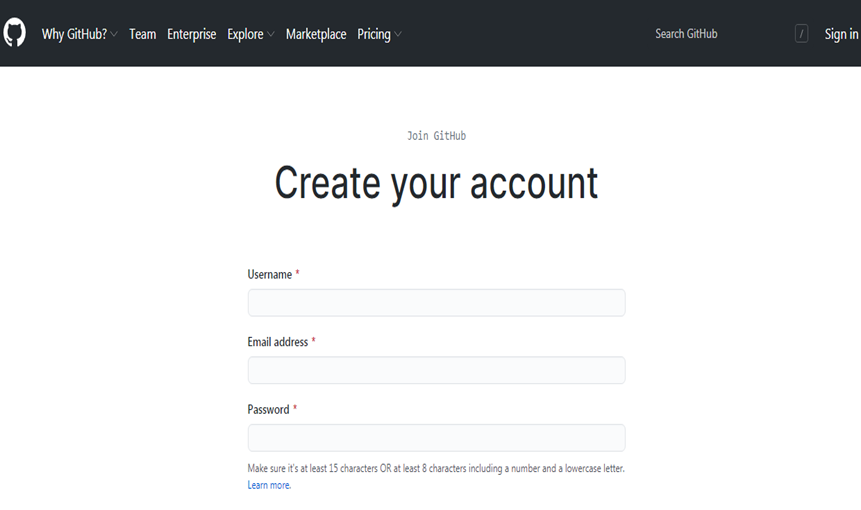 Why GitHub? Team Enterprise Explore Marketplace Pricing Search GitHub / Sign in
Join GitHub
Create your account
Username *
Email address *
Password *
Make sure it's at least 15 characters OR at least 8 characters including a number and a lowercase letter.
Learn more.